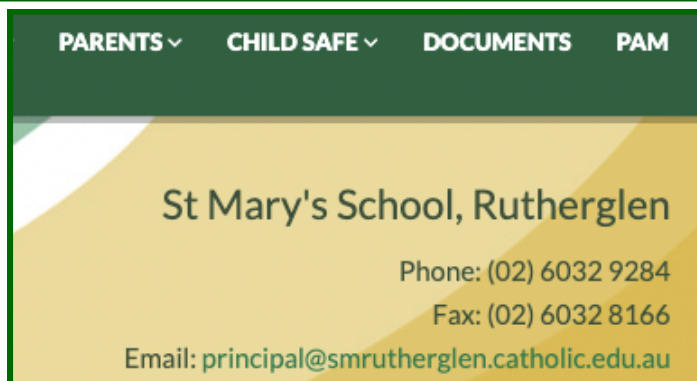 PARENTS CHILD SAFE DOCUMENTS PAM
St Mary's School, Rutherglen
Phone: (02) 6032 9284
Fax: (02) 6032 8166
Email: principal@smrutherglen.catholic.edu.au